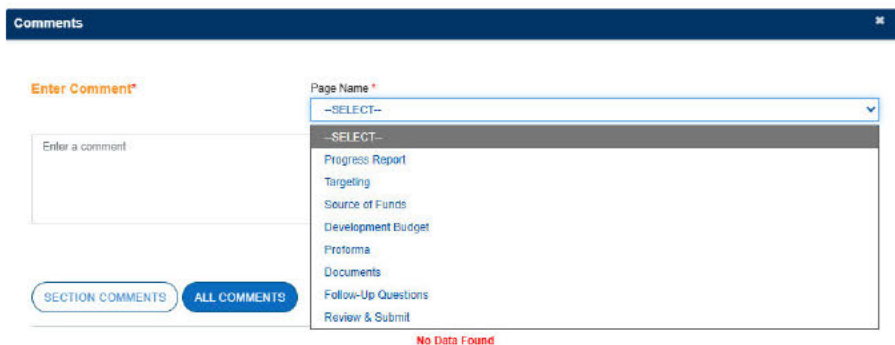 Comments
Enter Comment*
Page Name *
--SELECT--
--SELECT--
Enter a comment
Progress Report
Targeting
Source of Funds
Development Budget
Proforma
Documents
Follow-Up Questions
Review & Submit
SECTION COMMENTS
ALL COMMENTS
No Data Found